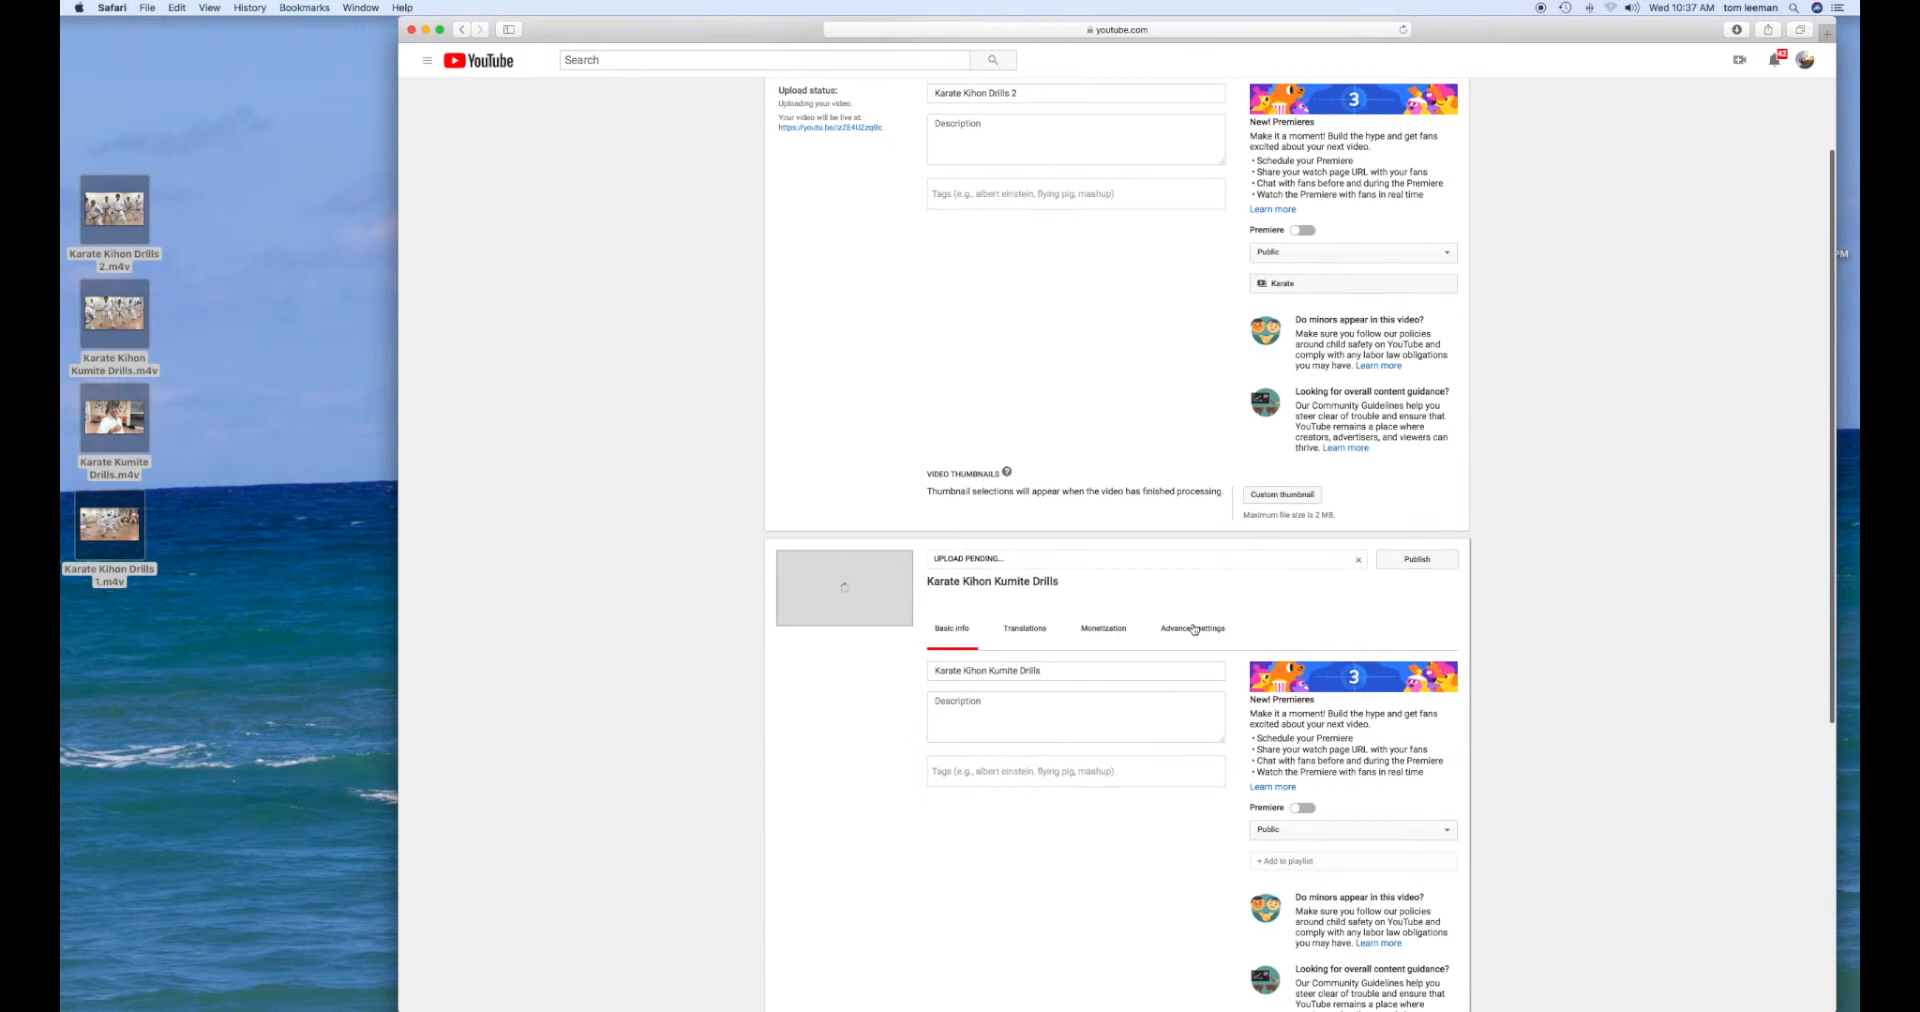 Safari File Edit View History Bookmarks Window Help
Wed 10:37 AM tom leeman
youtube.com
YouTube
Search
42
Karate Kihon Drills
2.m4v
Karate Kihon
Kumite Drills.m4v
Karate Kumite
Drills.m4v
Karate Kihon Drills
1.m4v
PM
Upload status:
Uploading your video.
Your video will be live at:
Karate Kihon Drills 2
Description
Tags (e.g., albert einstein, flying pig, mashup)
3
New! Premieres
Make it a moment! Build the hype and get fans
excited about your next video.
• Schedule your Premiere
• Share your watch page URL with your fans
• Chat with fans before and during the Premiere
• Watch the Premiere with fans in real time
Learn more
Premiere
Public
Karate
Do minors appear in this video?
Make sure you follow our policies
around child safety on YouTube and
comply with any labor law obligations
you may have. Learn more
Looking for overall content guidance?
Our Community Guidelines help you
steer clear of trouble and ensure that
YouTube remains a place where
creators, advertisers, and viewers can
thrive. Learn more
VIDEO THUMBNAILS ?
Thumbnail selections will appear when the video has finished processing.
Custom thumbnail
Maximum file size is 2 MB.
UPLOAD PENDING...
×
Publish
Karate Kihon Kumite Drills
Basic info Translations Monetization
Karate Kihon Kumite Drills
Description
Tags (e.g., albert einstein, flying pig, mashup)
3
New! Premieres
Make it a moment! Build the hype and get fans
excited about your next video.
• Schedule your Premiere
• Share your watch page URL with your fans
• Chat with fans before and during the Premiere
• Watch the Premiere with fans in real time
Learn more
Premiere
Public
+ Add to playlist
Do minors appear in this video?
Make sure you follow our policies
around child safety on YouTube and
comply with any labor law obligations
you may have. Learn more
Looking for overall content guidance?
Our Community Guidelines help you
steer clear of trouble and ensure that
YouTube remains a place where